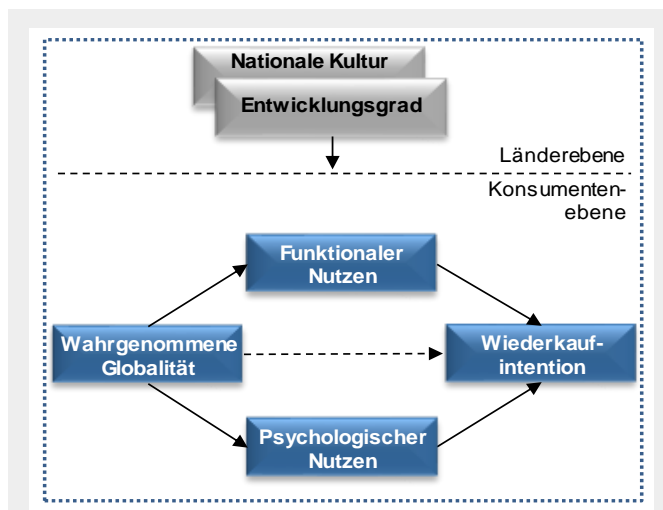 Nationale Kultur
Entwicklungsgrad
Länderebene
Konsumenten-
ebene
Funktionaler
Nutzen
Wahrgenommene
Globalität
Wiederkauf-
intention
Psychologischer
Nutzen